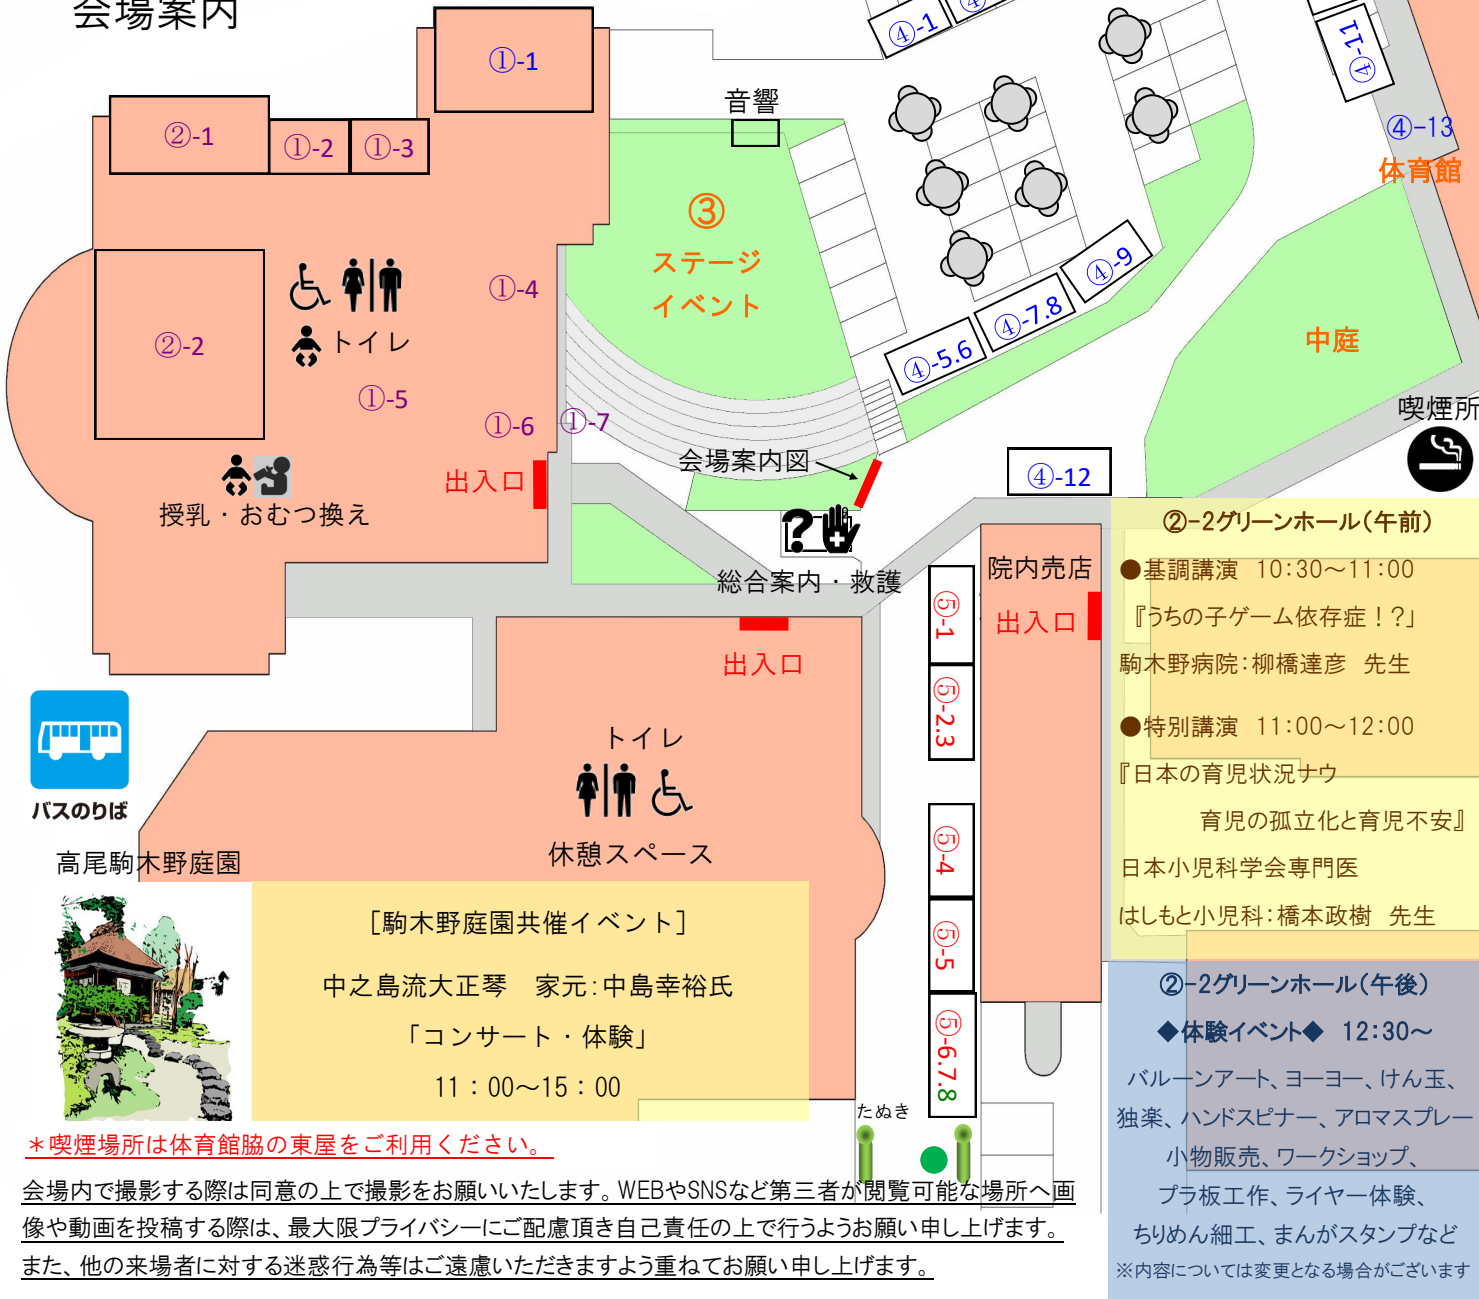 会場案内
①-1
④-1
④-11
音響
②-1
①-2
①-3
④-13
体育館
③
ステージ
イベント
①-4
④-9
④-7.8
④-5.6
②-2
トイレ
中庭
①-5
①-6
①-7
喫煙所
会場案内図
④-12
出入口
授乳・おむつ換え
総合案内・救護
院内売店
出入口
出入口
⑤-1
⑤-2.3
⑤-4
⑤-5
⑤-6.7.8
トイレ
休憩スペース
バスのりば
高尾駒木野庭園
［駒木野庭園共催イベント］
中之島流大正琴　家元:中島幸裕氏
「コンサート・体験」
11：00～15：00
たぬき
②-2グリーンホール（午前）
●基調講演　10:30～11:00
『うちの子ゲーム依存症！？」
駒木野病院:柳橋達彦　先生
●特別講演　11:00～12:00
『日本の育児状況ナウ
育児の孤立化と育児不安』
日本小児科学会専門医
はしもと小児科:橋本政樹　先生
②-2グリーンホール（午後）
◆体験イベント◆　12:30～
バルーンアート、ヨーヨー、けん玉、
独楽、ハンドスピナー、アロマスプレー
小物販売、ワークショップ、
プラ板工作、ライヤー体験、
ちりめん細工、まんがスタンプなど
※内容については変更となる場合がございます
＊喫煙場所は体育館脇の東屋をご利用ください。
会場内で撮影する際は同意の上で撮影をお願いいたします。WEBやSNSなど第三者が閲覧可能な場所へ画
像や動画を投稿する際は、最大限プライバシーにご配慮頂き自己責任の上で行うようお願い申し上げます。
また、他の来場者に対する迷惑行為等はご遠慮いただきますよう重ねてお願い申し上げます。